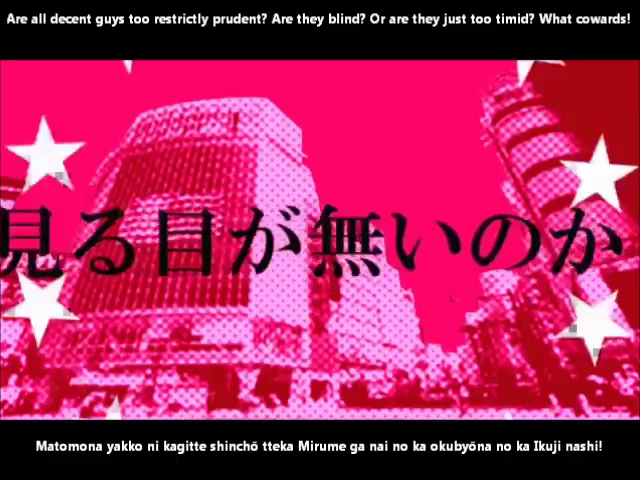 Are all decent guys too restrictly prudent? Are they blind? Or are they just too timid? What cowards!
見る目が無いのか
Matomona yakko ni kagitte shinchō tteka Mirume ga nai no ka okubyōna no ka Ikuji nashi!